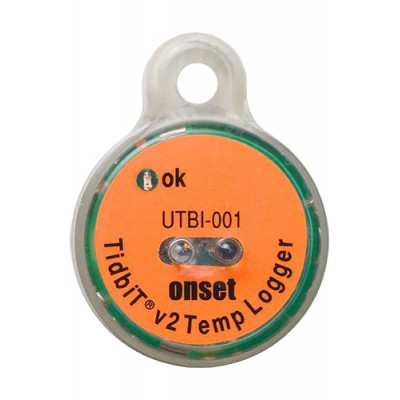 ok
UTBI-001
onset
TidbiT® v2 Temp Logger